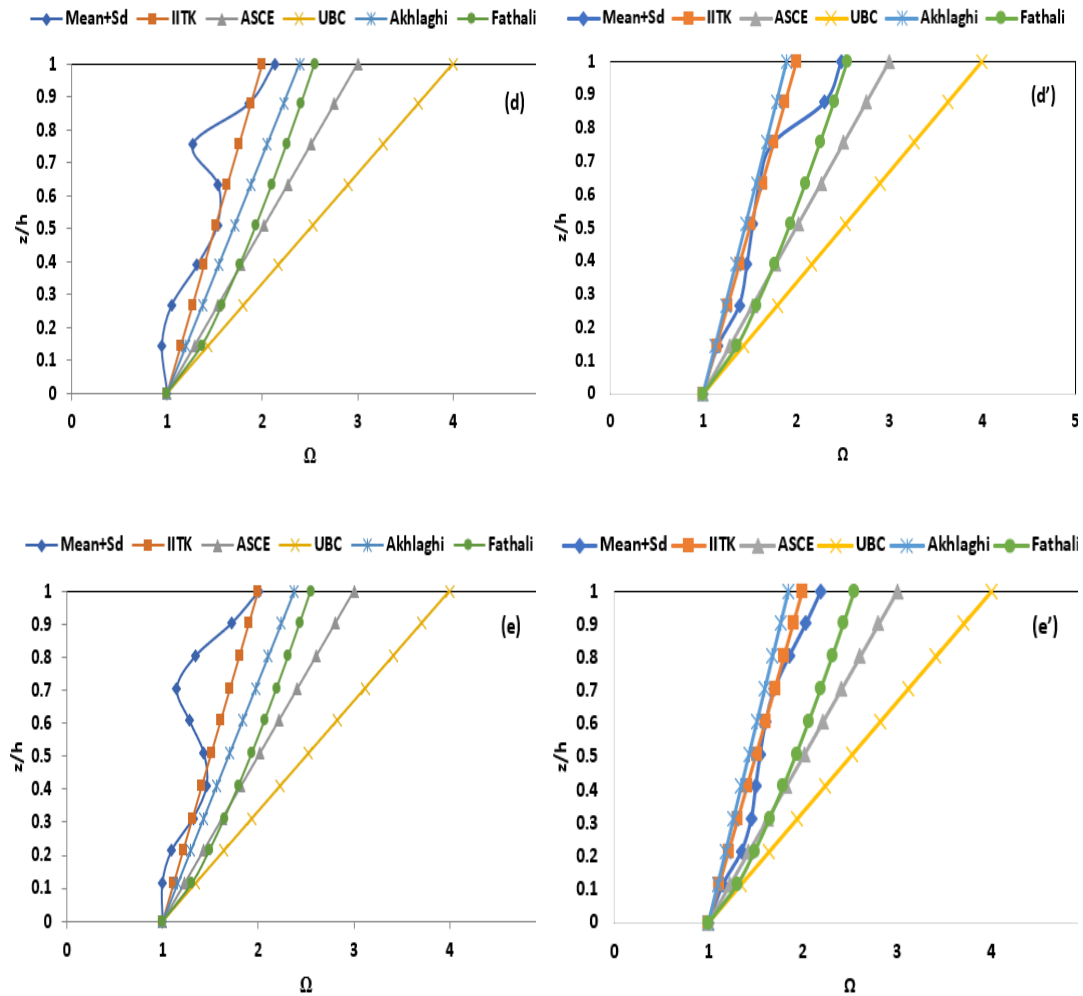 Mean+Sd IITK ASCE UBC Akhlaghi Fathali
1
0.9
0.8
0.7
0.6
0.5
0.4
0.3
0.2
0.1
0
z/h
(d)
0 1 2 3 4
Ω
Mean+Sd IITK ASCE UBC Akhlaghi Fathali
1
0.9
0.8
0.7
0.6
0.5
0.4
0.3
0.2
0.1
0
z/h
(d')
0 1 2 3 4 5
Ω
Mean+Sd IITK ASCE UBC Akhlaghi Fathali
1
0.9
0.8
0.7
0.6
0.5
0.4
0.3
0.2
0.1
0
z/h
(e)
0 1 2 3 4
Ω
Mean+Sd IITK ASCE UBC Akhlaghi Fathali
1
0.9
0.8
0.7
0.6
0.5
0.4
0.3
0.2
0.1
0
z/h
(e')
0 1 2 3 4
Ω